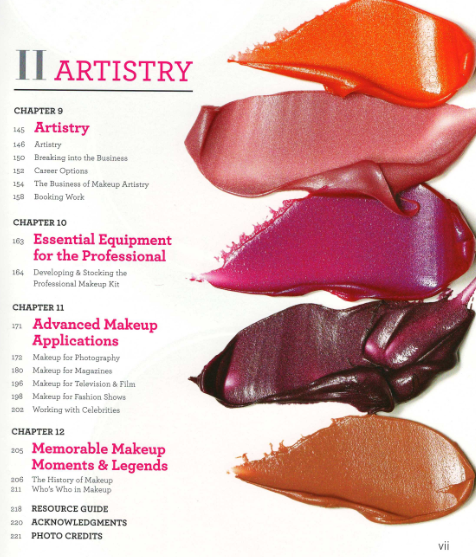 II ARTISTRY
CHAPTER 9
145 Artistry
146 Artistry
150 Breaking into the Business
152 Career Options
154 The Business of Makeup Artistry
158 Booking Work
CHAPTER 10
163 Essential Equipment
for the Professional
164 Developing & Stocking the
Professional Makeup Kit
CHAPTER 11
171 Advanced Makeup
Applications
172 Makeup for Photography
180 Makeup for Magazines
196 Makeup for Television & Film
198 Makeup for Fashion Shows
202 Working with Celebrities
CHAPTER 12
205 Memorable Makeup
Moments & Legends
206 The History of Makeup
211 Who's Who in Makeup
218 RESOURCE GUIDE
220 ACKNOWLEDGMENTS
221 PHOTO CREDITS
vii